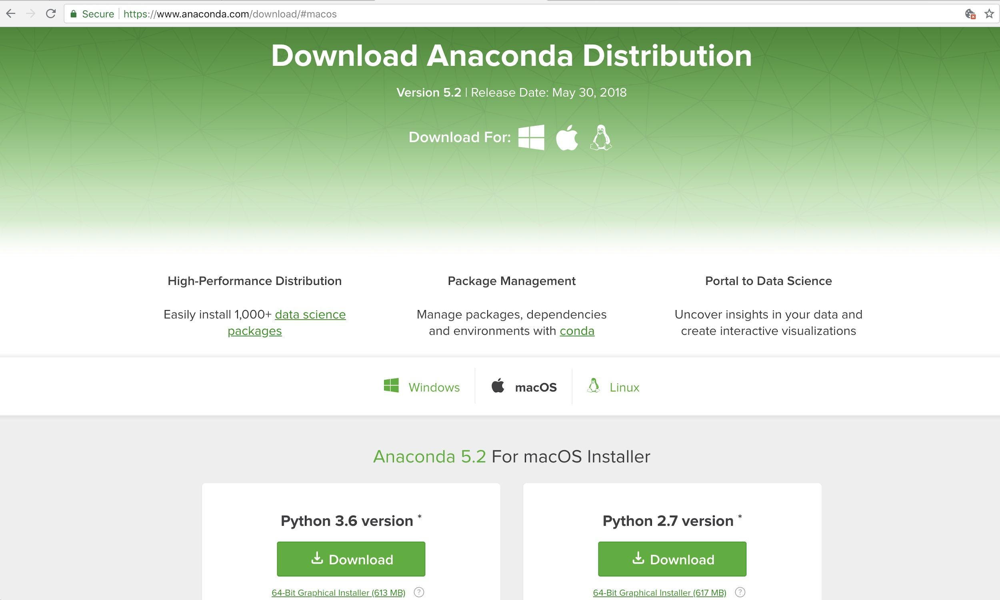 Secure | https://www.anaconda.com/download/#macos
Download Anaconda Distribution
Version 5.2 | Release Date: May 30, 2018
Download For:
High-Performance Distribution
Easily install 1,000+ data science
packages
Package Management
Manage packages, dependencies
and environments with conda
Portal to Data Science
Uncover insights in your data and
create interactive visualizations
Windows
macOS
Linux
Anaconda 5.2 For macOS Installer
Python 3.6 version *
Download
64-Bit Graphical Installer (613 MB) ?
Python 2.7 version *
Download
64-Bit Graphical Installer (617 MB) ?